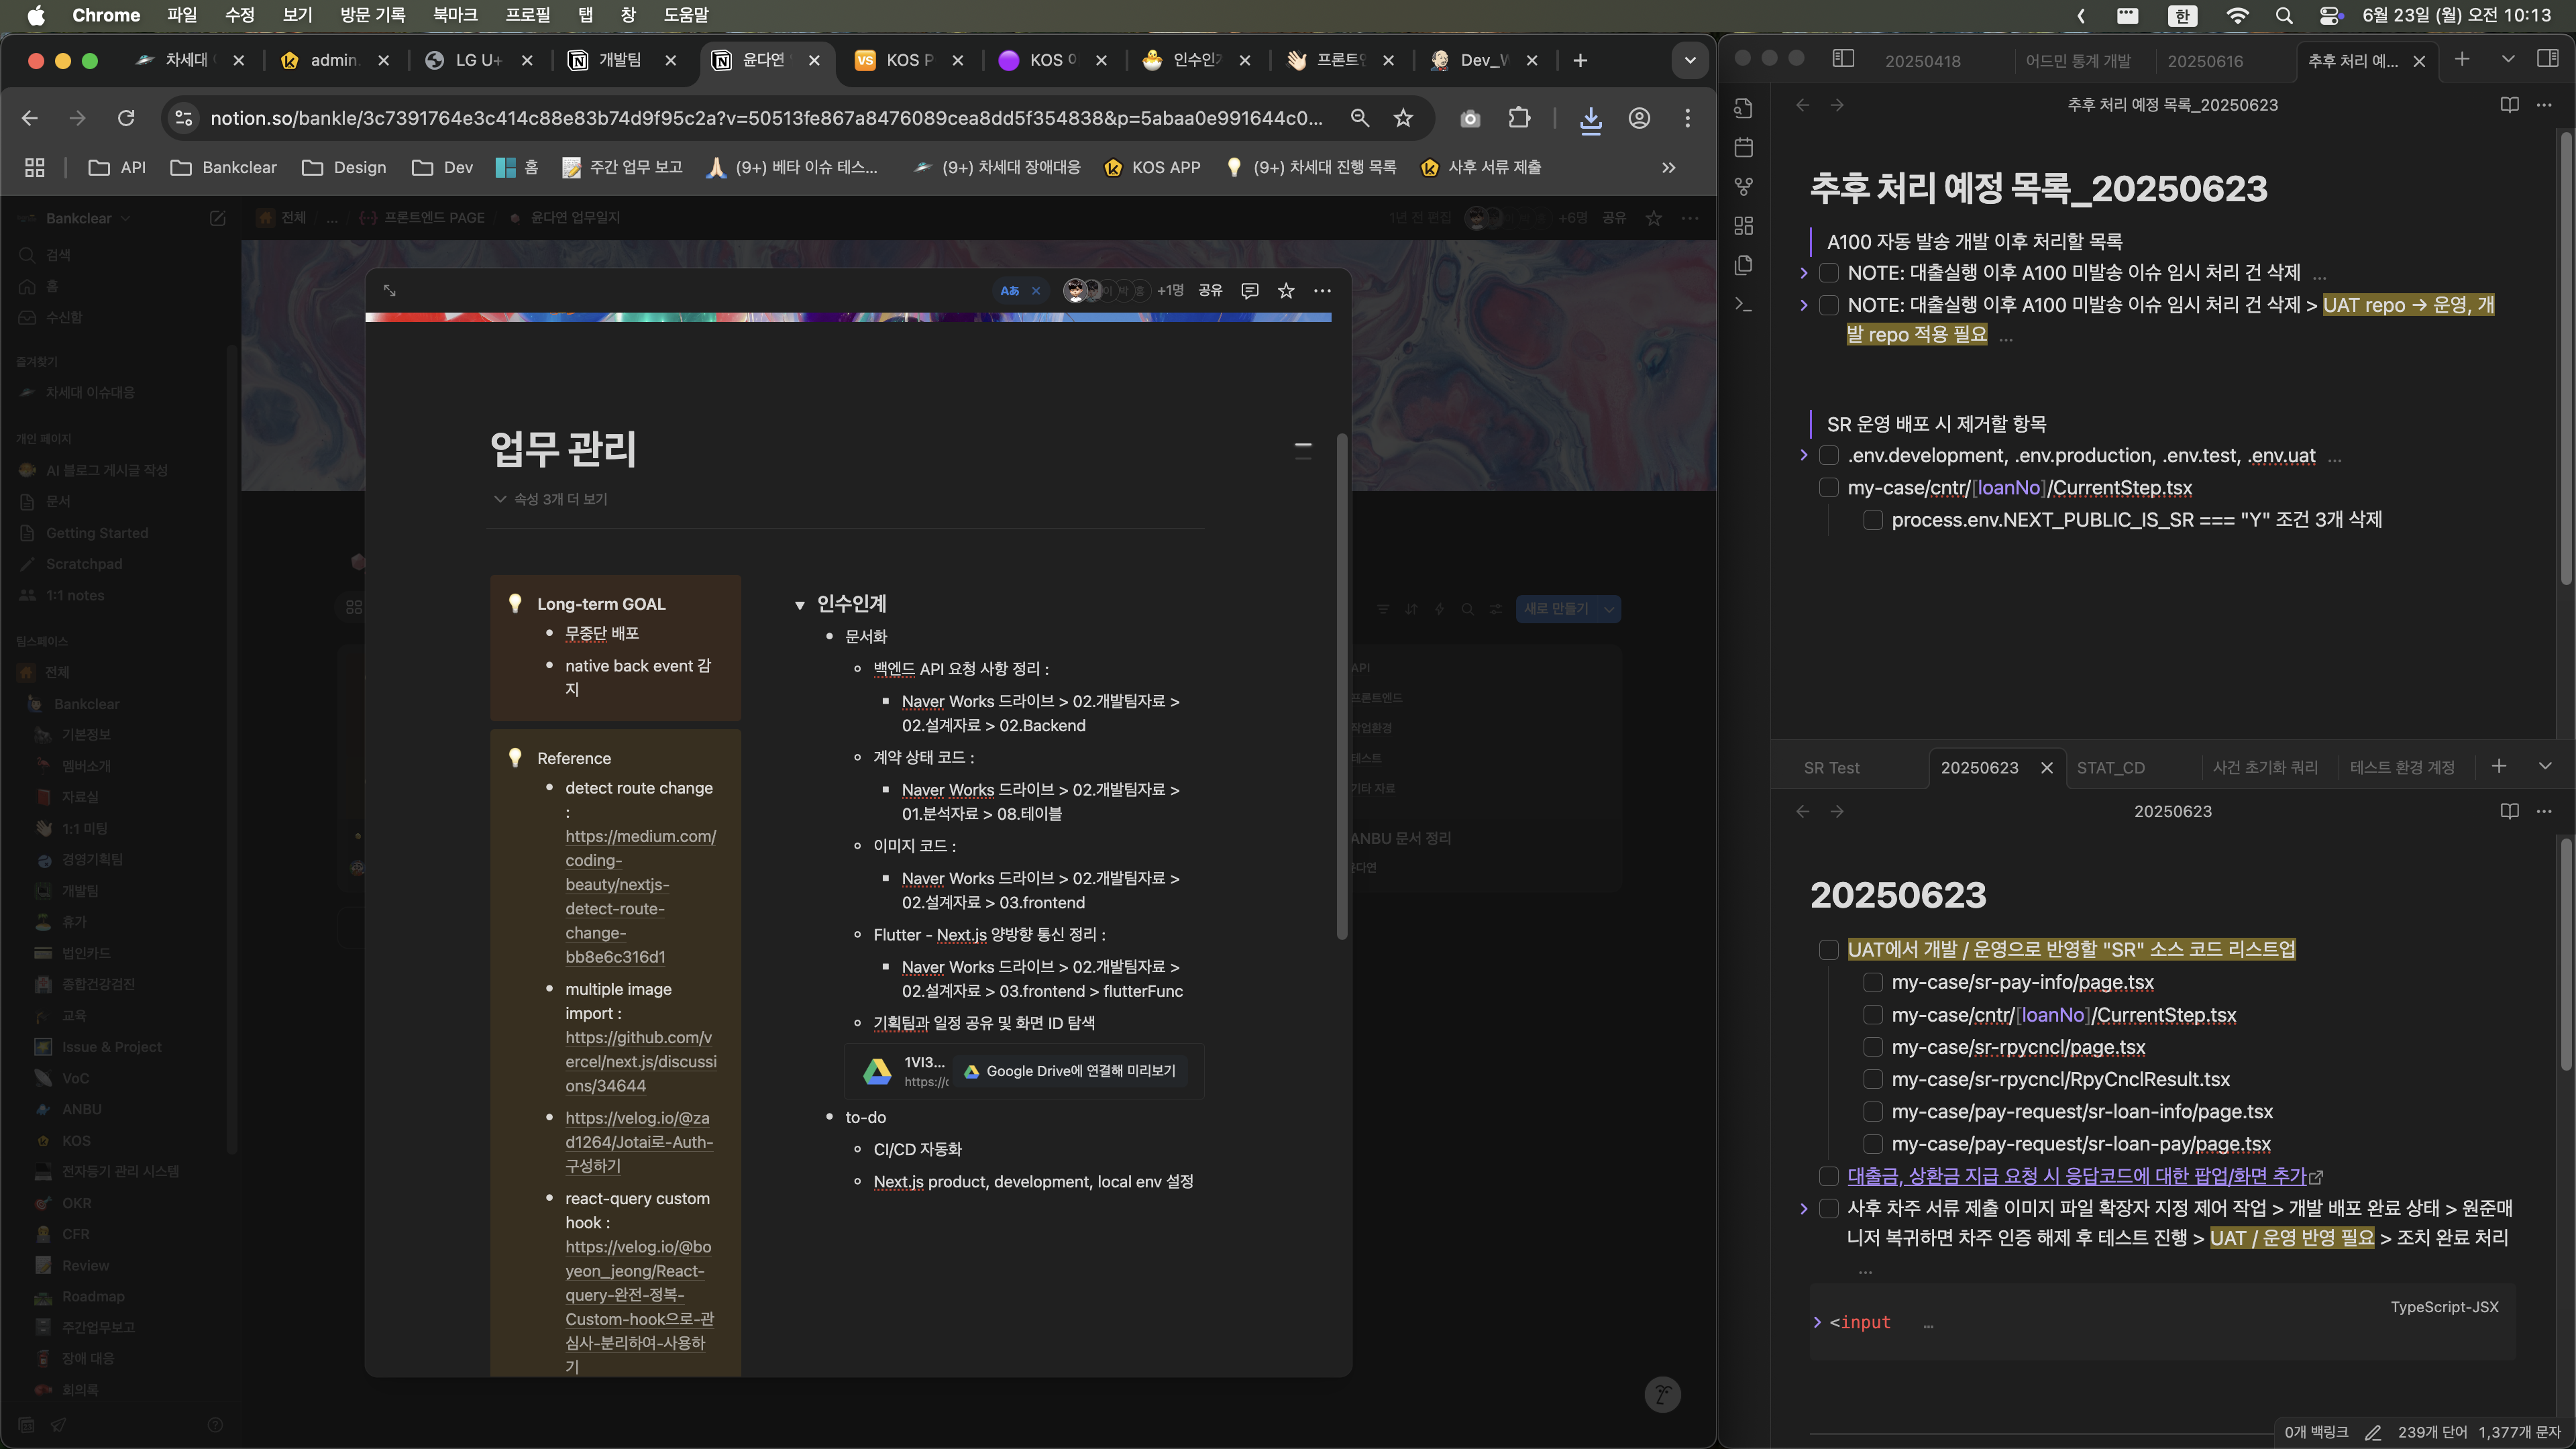 Chrome 파일 수정 보기 방문 기록 북마크 프로필 탭 창 도움말
한 6월 23일 (월) 오전 10:13
차세대
admin.
LG U+
개발팀
윤다연
KOS P
KOS
인수인
프론트
Dev_
notion.so/bankle/3c7391764e3c414c88e83b74d9f95c2a?v=50513fe867a8476089cea8dd5f354838&p=5abaa0e991644c0...
API Bankclear Design Dev 홈 주간 업무 보고 (9+) 베타 이슈 테스... (9+) 차세대 장애대응 KOS APP (9+) 차세대 진행 목록 사후 서류 제출
Bankclear
검색
홈
수신함
즐겨찾기
차세대 이슈대응
개인 페이지
AI 블로그 게시글 작성
문서
Getting Started
Scratchpad
1:1 notes
팀스페이스
전체
Bankclear
기본정보
멤버소개
자료실
1:1 미팅
경영기획팀
개발팀
휴가
법인카드
종합건강검진
교육
Issue & Project
VoC
ANBU
KOS
전자등기 관리 시스템
OKR
CFR
Review
Roadmap
주간업무보고
장애 대응
회의록
전체 / ... / 프론트엔드 PAGE / 윤다연 업무일지
1년 전 편집 +6명 공유
+1명 공유
업무 관리
속성 3개 더 보기
Long-term GOAL
무중단 배포
native back event 감
지
Reference
detect route change
:
https://medium.com/
coding-
beauty/nextjs-
detect-route-
change-
bb8e6c316d1
multiple image
import :
https://github.com/v
ercel/next.js/discussi
ons/34644
https://velog.io/@za
d1264/Jotai로-Auth-
구성하기
react-query custom
hook :
https://velog.io/@bo
yeon_jeong/React-
query-완전-정복-
Custom-hook으로-관
심사-분리하여-사용하
기
인수인계
문서화
백엔드 API 요청 사항 정리 :
Naver Works 드라이브 > 02.개발팀자료 >
02.설계자료 > 02.Backend
계약 상태 코드 :
Naver Works 드라이브 > 02.개발팀자료 >
01.분석자료 > 08.테이블
이미지 코드 :
Naver Works 드라이브 > 02.개발팀자료 >
02.설계자료 > 03.frontend
Flutter - Next.js 양방향 통신 정리 :
Naver Works 드라이브 > 02.개발팀자료 >
02.설계자료 > 03.frontend > flutterFunc
기획팀과 일정 공유 및 화면 ID 탐색
1VI3...
https://
Google Drive에 연결해 미리보기
to-do
CI/CD 자동화
Next.js product, development, local env 설정
새로 만들기
API
프론트엔드
작업환경
테스트
기타 자료
ANBU 문서 정리
윤다연
20250418 어드민 통계 개발 20250616 추후 처리 예...
추후 처리 예정 목록_20250623
추후 처리 예정 목록_20250623
A100 자동 발송 개발 이후 처리할 목록
NOTE: 대출실행 이후 A100 미발송 이슈 임시 처리 건 삭제 ...
NOTE: 대출실행 이후 A100 미발송 이슈 임시 처리 건 삭제 > UAT repo → 운영, 개
발 repo 적용 필요 ...
SR 운영 배포 시 제거할 항목
.env.development, .env.production, .env.test, .env.uat ...
my-case/cntr/[loanNo]/CurrentStep.tsx
process.env.NEXT_PUBLIC_IS_SR === "Y" 조건 3개 삭제
SR Test 20250623 STAT_CD 사건 초기화 쿼리 테스트 환경 계정
20250623
20250623
UAT에서 개발 / 운영으로 반영할 "SR" 소스 코드 리스트업
my-case/sr-pay-info/page.tsx
my-case/cntr/[loanNo]/CurrentStep.tsx
my-case/sr-rpycncl/page.tsx
my-case/sr-rpycncl/RpyCnclResult.tsx
my-case/pay-request/sr-loan-info/page.tsx
my-case/pay-request/sr-loan-pay/page.tsx
대출금, 상환금 지급 요청 시 응답코드에 대한 팝업/화면 추가
사후 차주 서류 제출 이미지 파일 확장자 지정 제어 작업 > 개발 배포 완료 상태 > 원준매
니저 복귀하면 차주 인증 해제 후 테스트 진행 > UAT / 운영 반영 필요 > 조치 완료 처리
...
TypeScript-JSX
<input ...
0개 백링크 239개 단어 1,377개 문자